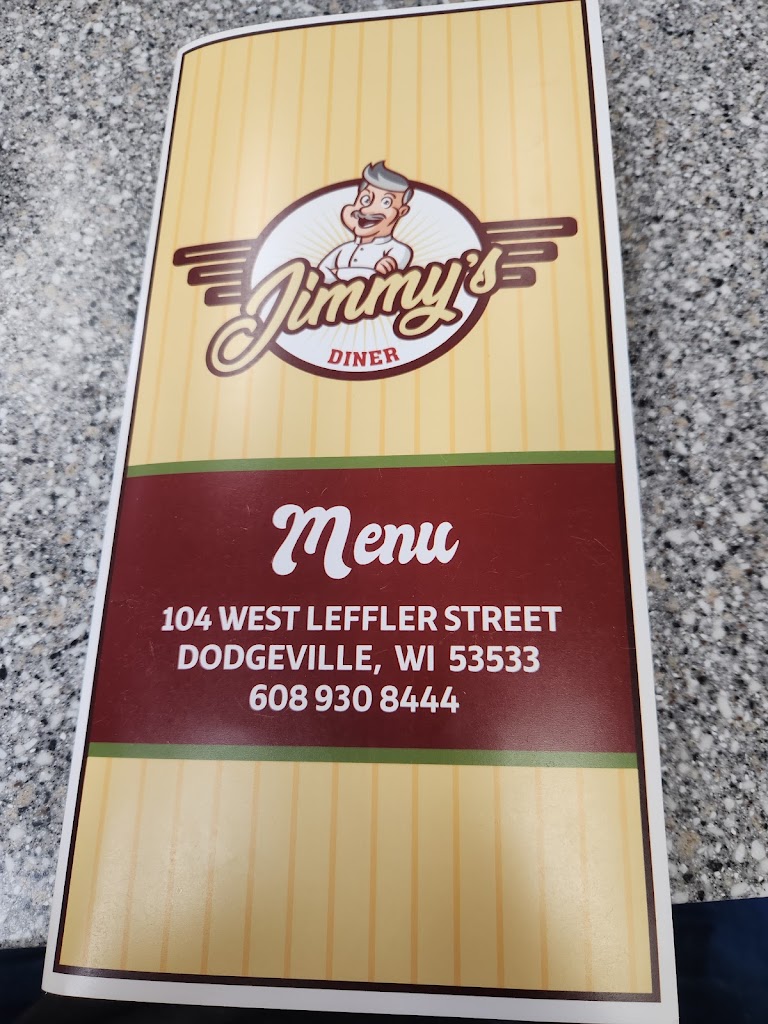 Jimmy's
DINER
Menu
104 WEST LEFFLER STREET
DODGEVILLE, WI 53533
608 930 8444